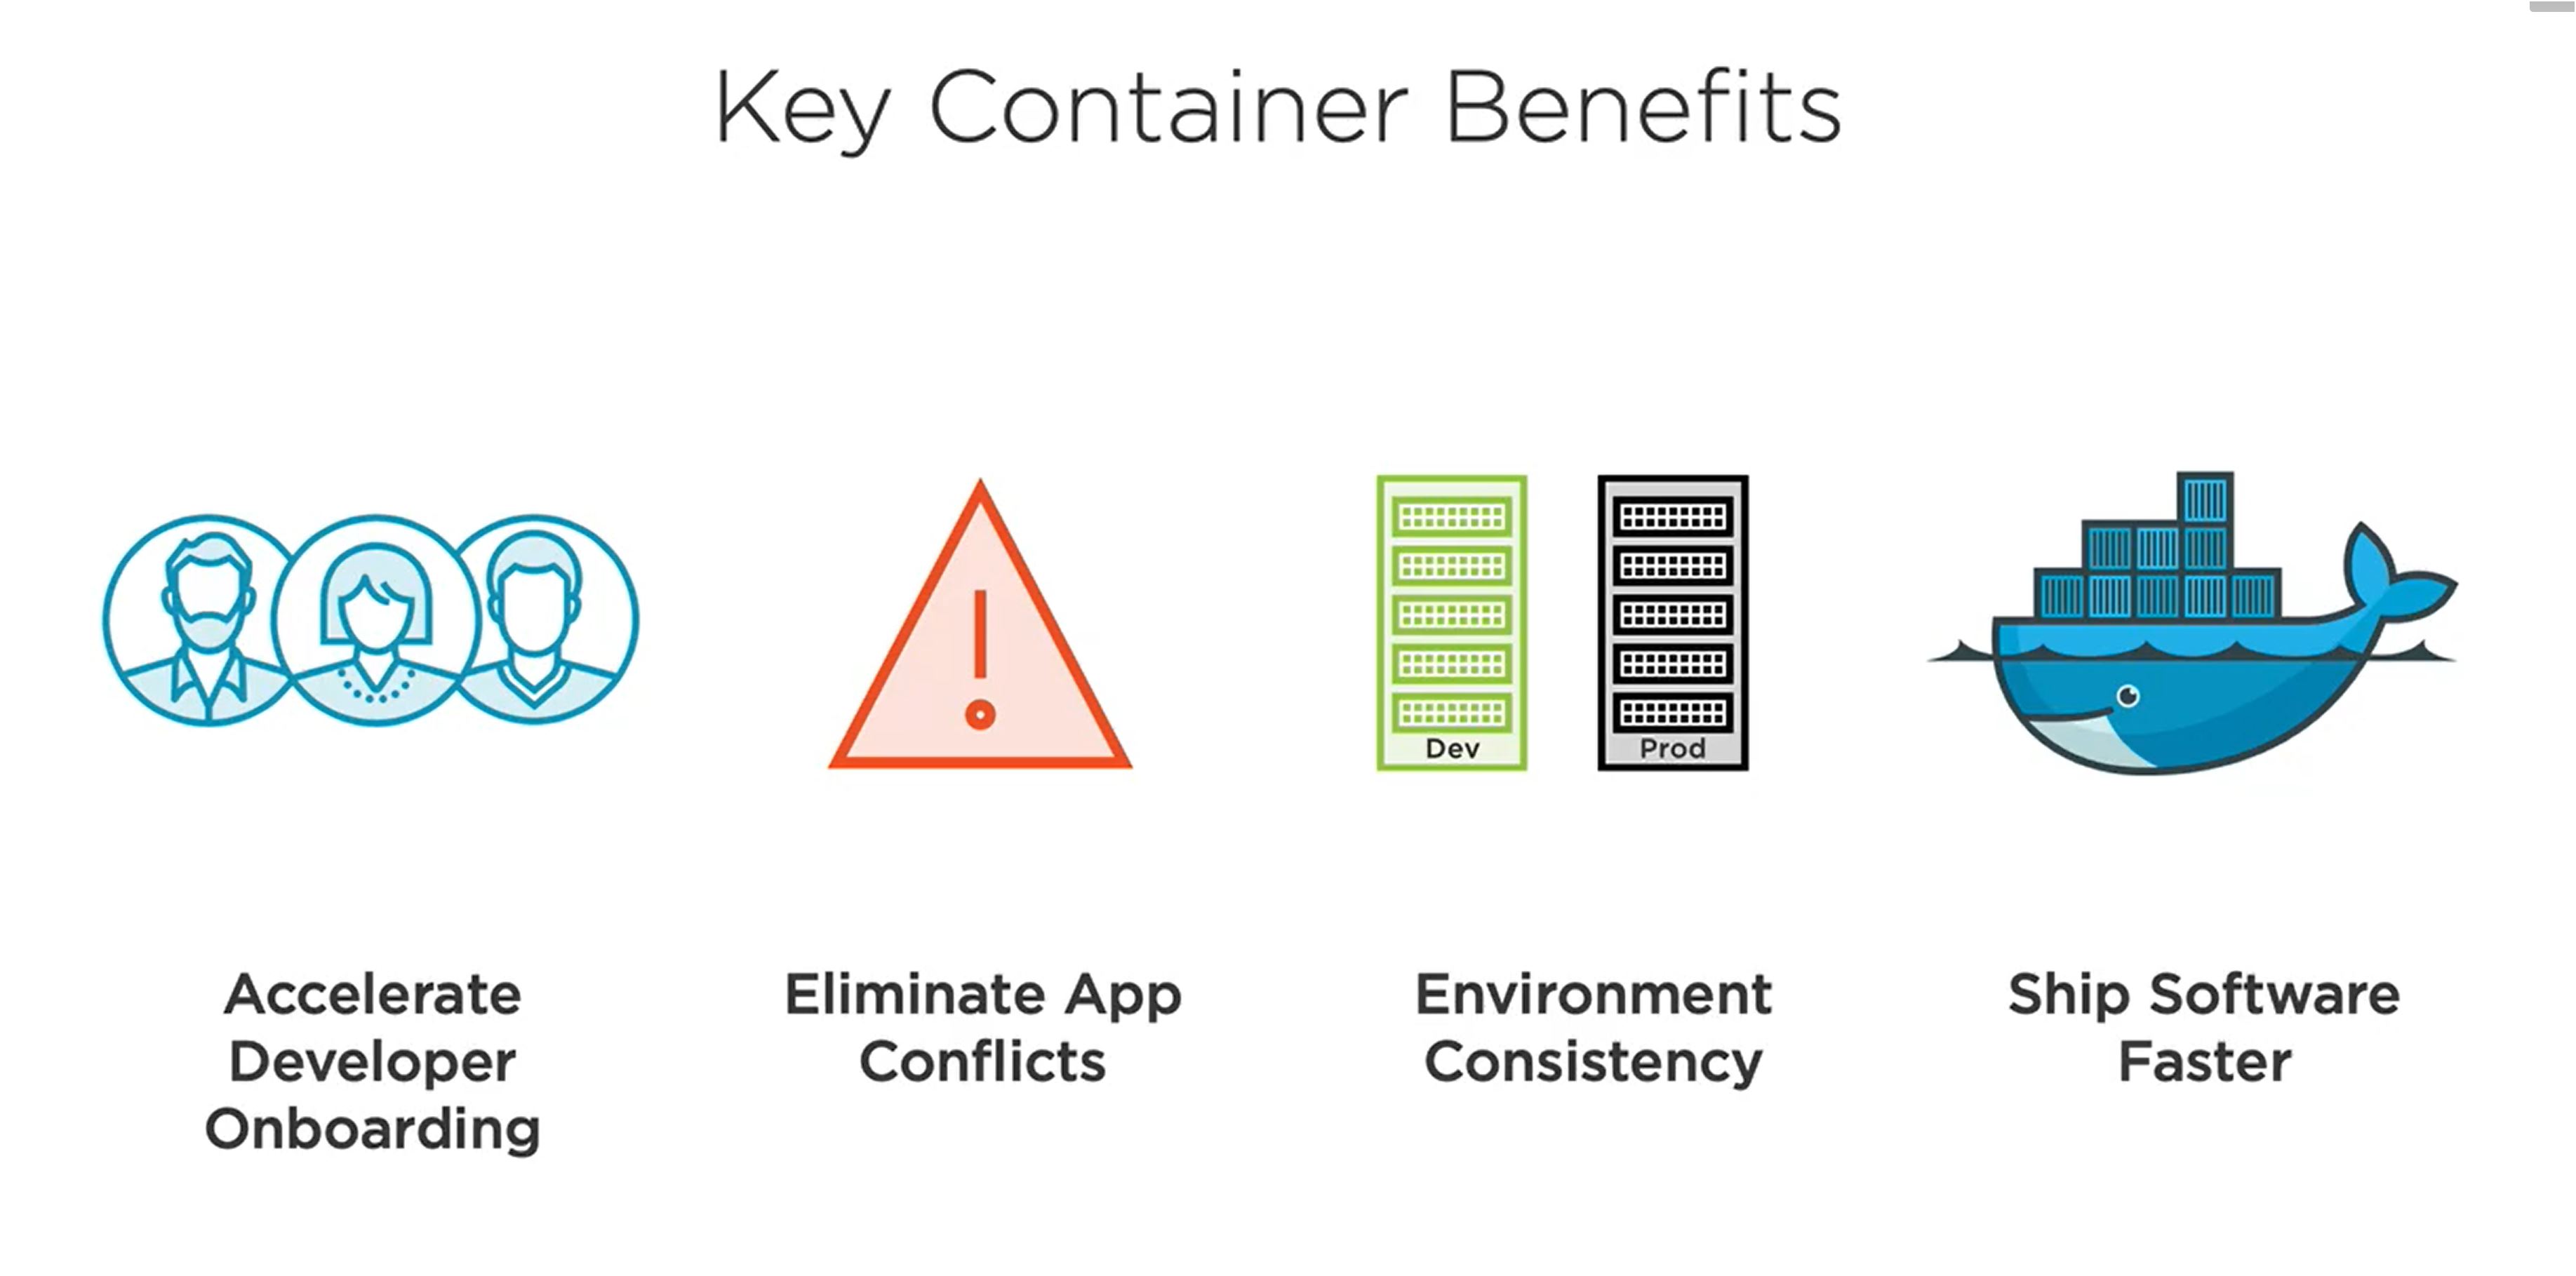 Key Container Benefits
Dev
Prod
Accelerate
Developer
Onboarding
Eliminate App
Conflicts
Environment
Consistency
Ship Software
Faster